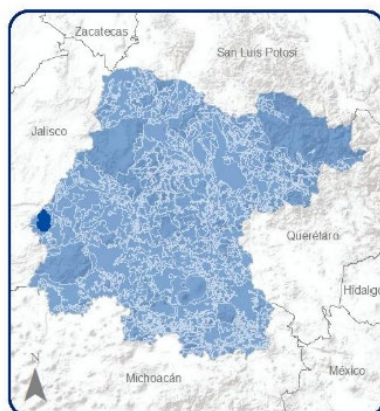 Zacatecas
San Luis Potosí
Jalisco
Querétaro
Hidalgo
N
México
Michoacán